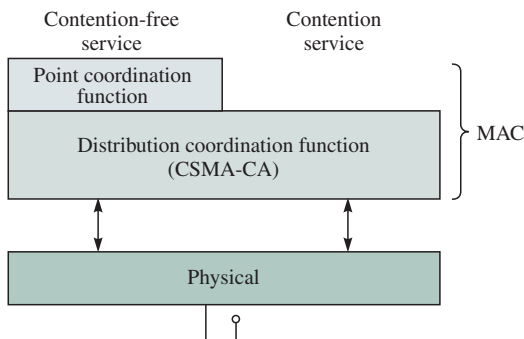 Contention-free
service
Contention
service
Point coordination
function
MAC
Distribution coordination function
(CSMA-CA)
Physical